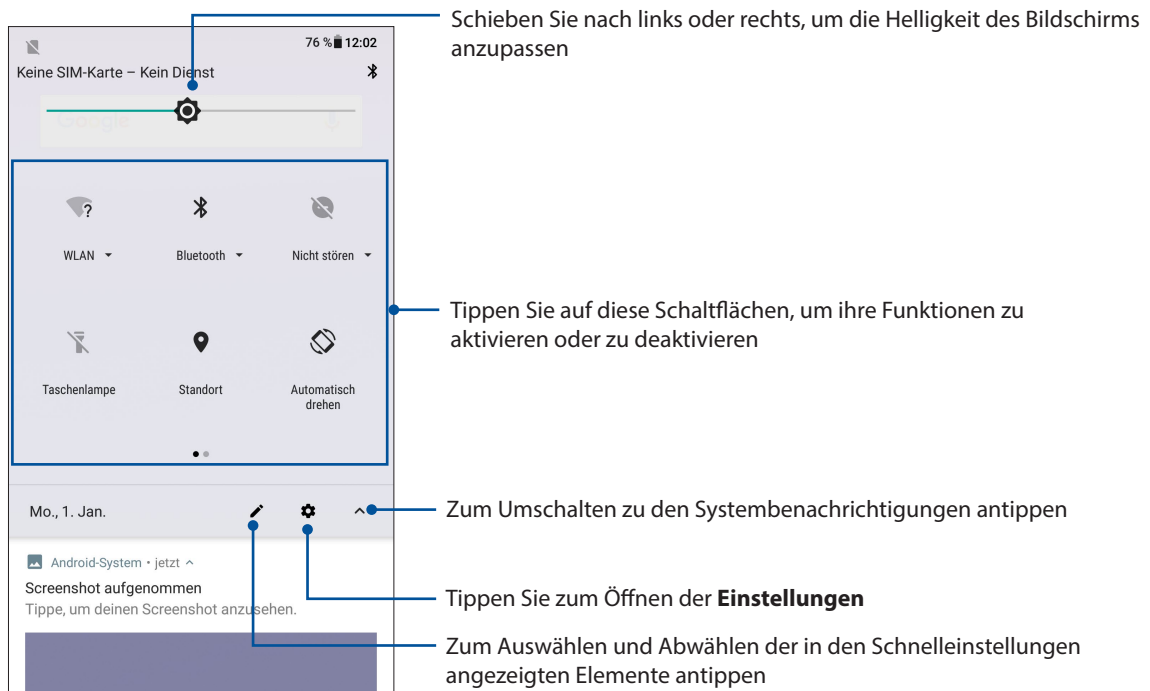 Schieben Sie nach links oder rechts, um die Helligkeit des Bildschirms
anzupassen
76 % 12:02
Keine SIM-Karte – Kein Dienst
Google
?
WLAN
Bluetooth
Nicht stören
Tippen Sie auf diese Schaltflächen, um ihre Funktionen zu
aktivieren oder zu deaktivieren
Taschenlampe
Standort
Automatisch
drehen
Mo., 1. Jan.
Zum Umschalten zu den Systembenachrichtigungen antippen
Android-System • jetzt
Screenshot aufgenommen
Tippe, um deinen Screenshot anzusehen.
Tippen Sie zum Öffnen der Einstellungen
Zum Auswählen und Abwählen der in den Schnelleinstellungen
angezeigten Elemente antippen